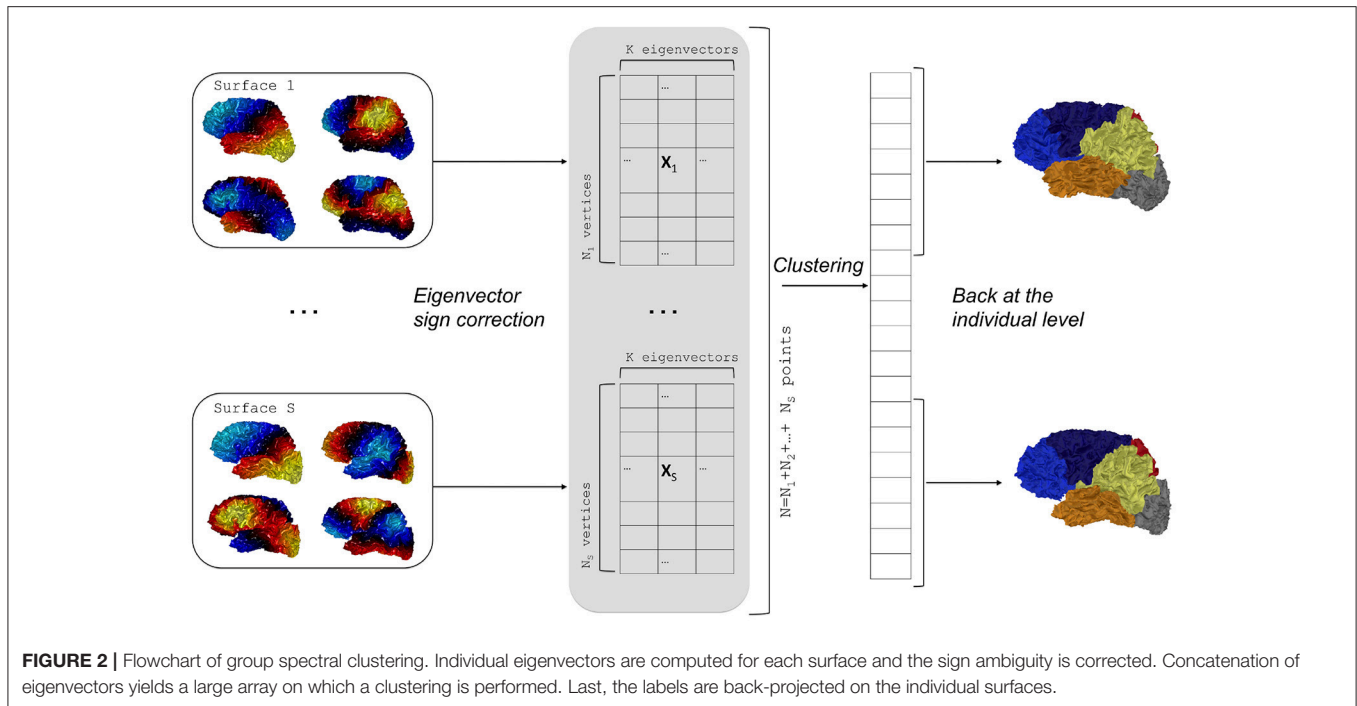 Surface 1
K eigenvectors
...
... X₁ ...
...
N₁ vertices
Eigenvector
sign correction
...
...
Surface S
K eigenvectors
...
... Xₛ ...
...
Nₛ vertices
N=N₁+N₂+…+ Nₛ points
Clustering
Back at the
individual level
FIGURE 2 | Flowchart of group spectral clustering. Individual eigenvectors are computed for each surface and the sign ambiguity is corrected. Concatenation of
eigenvectors yields a large array on which a clustering is performed. Last, the labels are back-projected on the individual surfaces.